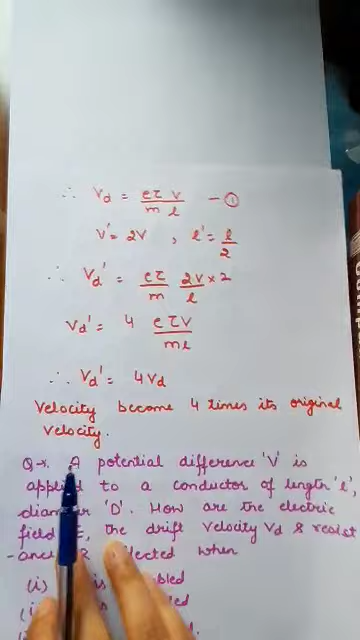 ∴ Vd = eτ V / m l — ①
V' = 2V , l' = l/2
∴ Vd' = eτ/m 2V/l × 2
Vd' = 4 eτV/ml
∴ Vd' = 4Vd
Velocity become 4 times its original
velocity.
Q→. A potential difference 'V' is
applied to a conductor of length 'l',
'D'. How are the electric
field the drift velocity Vd & resist
-ance when
(i) is